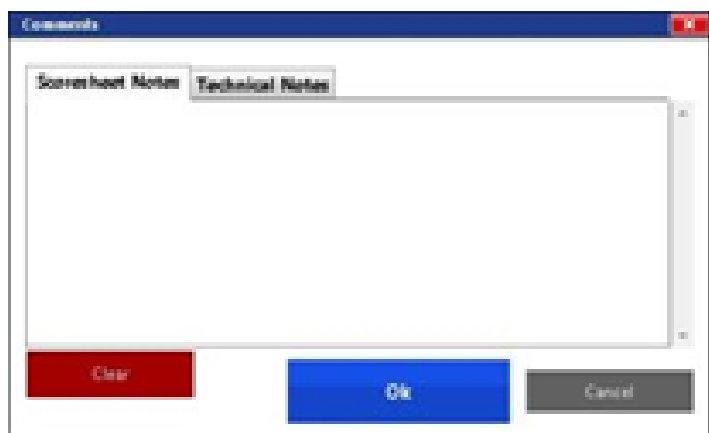 Comments
Scoresheet Notes Technical Notes
Clear
Ok
Cancel